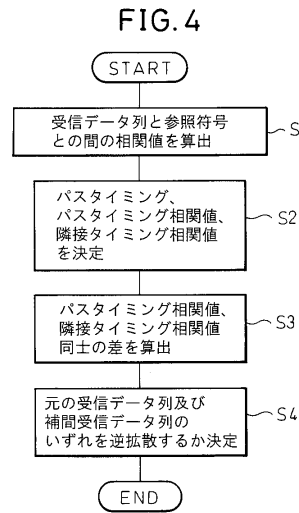 FIG.4
START
受信データ列と参照符号
との間の相関値を算出
S
パスタイミング、
パスタイミング相関値、
隣接タイミング相関値
を決定
S2
パスタイミング相関値、
隣接タイミング相関値
同士の差を算出
S3
元の受信データ列及び
補間受信データ列の
いずれを逆拡散するか決定
S4
END